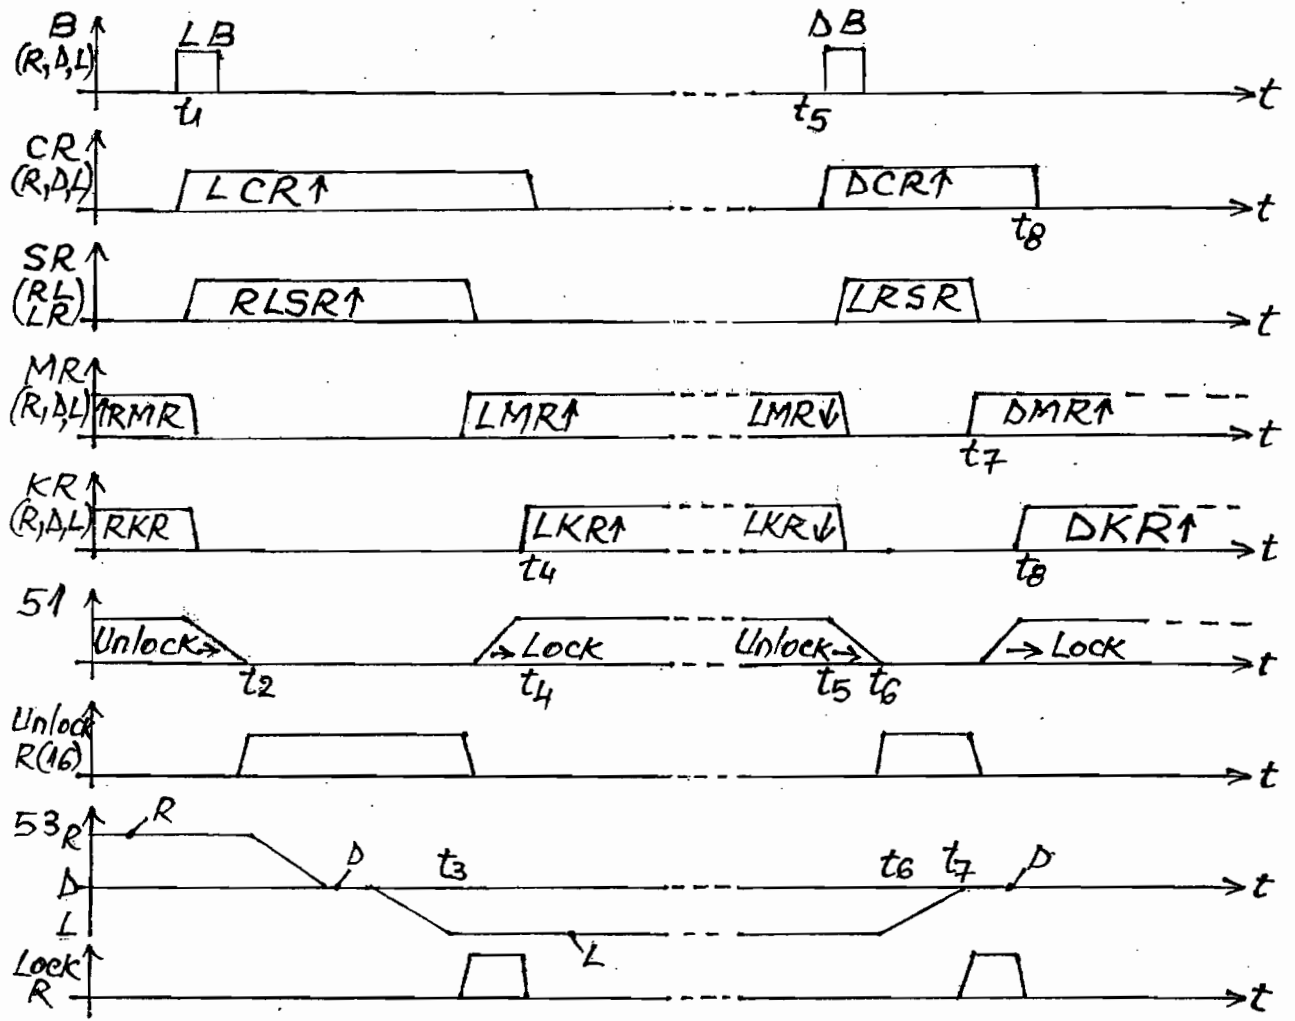 B
(R,D,L)
LB
t1
DB
t5
t
CR
(R,D,L)
LCR↑
DCR↑
t8
t
SR
(RL
LR)
RLSR↑
LRSR
t
MR
(R,D,L)
↑RMR
LMR↑
LMR↓
DMR↑
t7
t
KR
(R,D,L)
RKR
LKR↑
t4
LKR↓
DKR↑
t8
t
51
Unlock→
t2
→ Lock
t4
Unlock→
t5 t6
→ Lock
t
Unlock
R(16)
t
53 R
R
D
D
t3
t6 t7
D
t
L
L
Lock
R
t